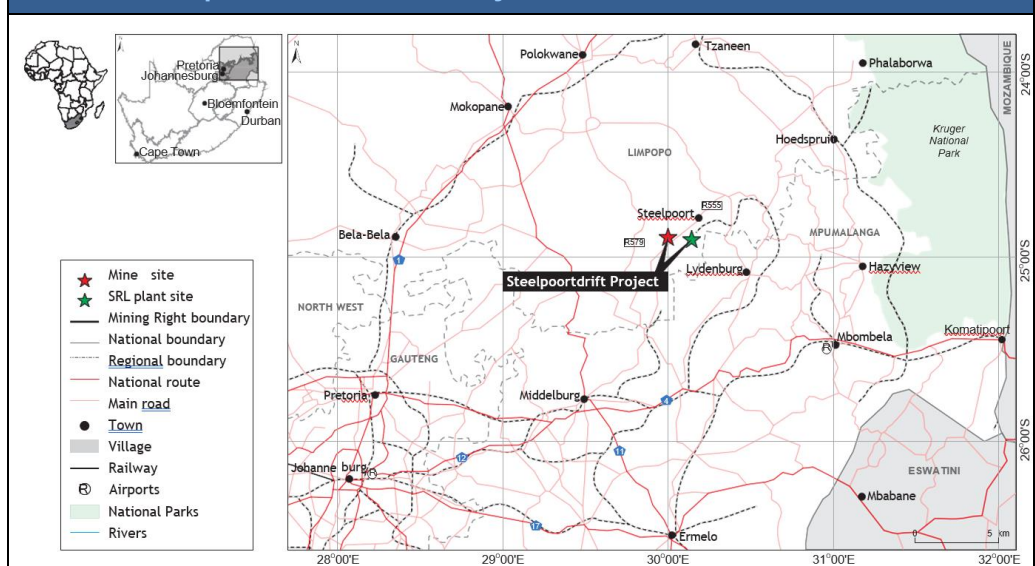 N
Pretoria
Johannesburg
Bloemfontein
Durban
Cape Town
Mine site
SRL plant site
Mining Right boundary
National boundary
Regional boundary
National route
Main road
Town
Village
Railway
R Airports
National Parks
Rivers
N
Polokwane
Tzaneen
Phalaborwa
MOZAMBIQUE
24°00'S
Mokopane
Hoedspruit
Kruger
National
Park
LIMPOPO
Steelpoort
R555
Bela-Bela
R579
MPUMALANGA
1
Lydenburg
Hazyview
25°00'S
Steelpoortdrift Project
NORTH WEST
Komatipoort
Mbombela
R
GAUTENG
Pretoria
Middelburg
4
26°00'S
12
11
Johanne burg
R
ESWATINI
Mbabane
17
Ermelo
0 5 km
28°00'E
29°00'E
30°00'E
31°00'E
32°00'E